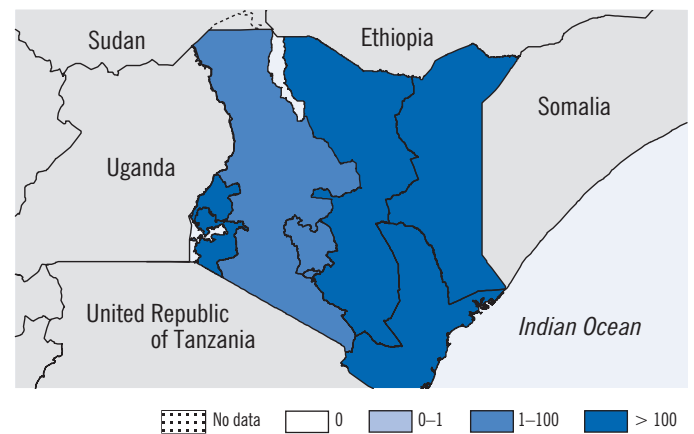 Sudan
Ethiopia
Somalia
Uganda
United Republic
of Tanzania
Indian Ocean
No data
0
0–1
1–100
> 100